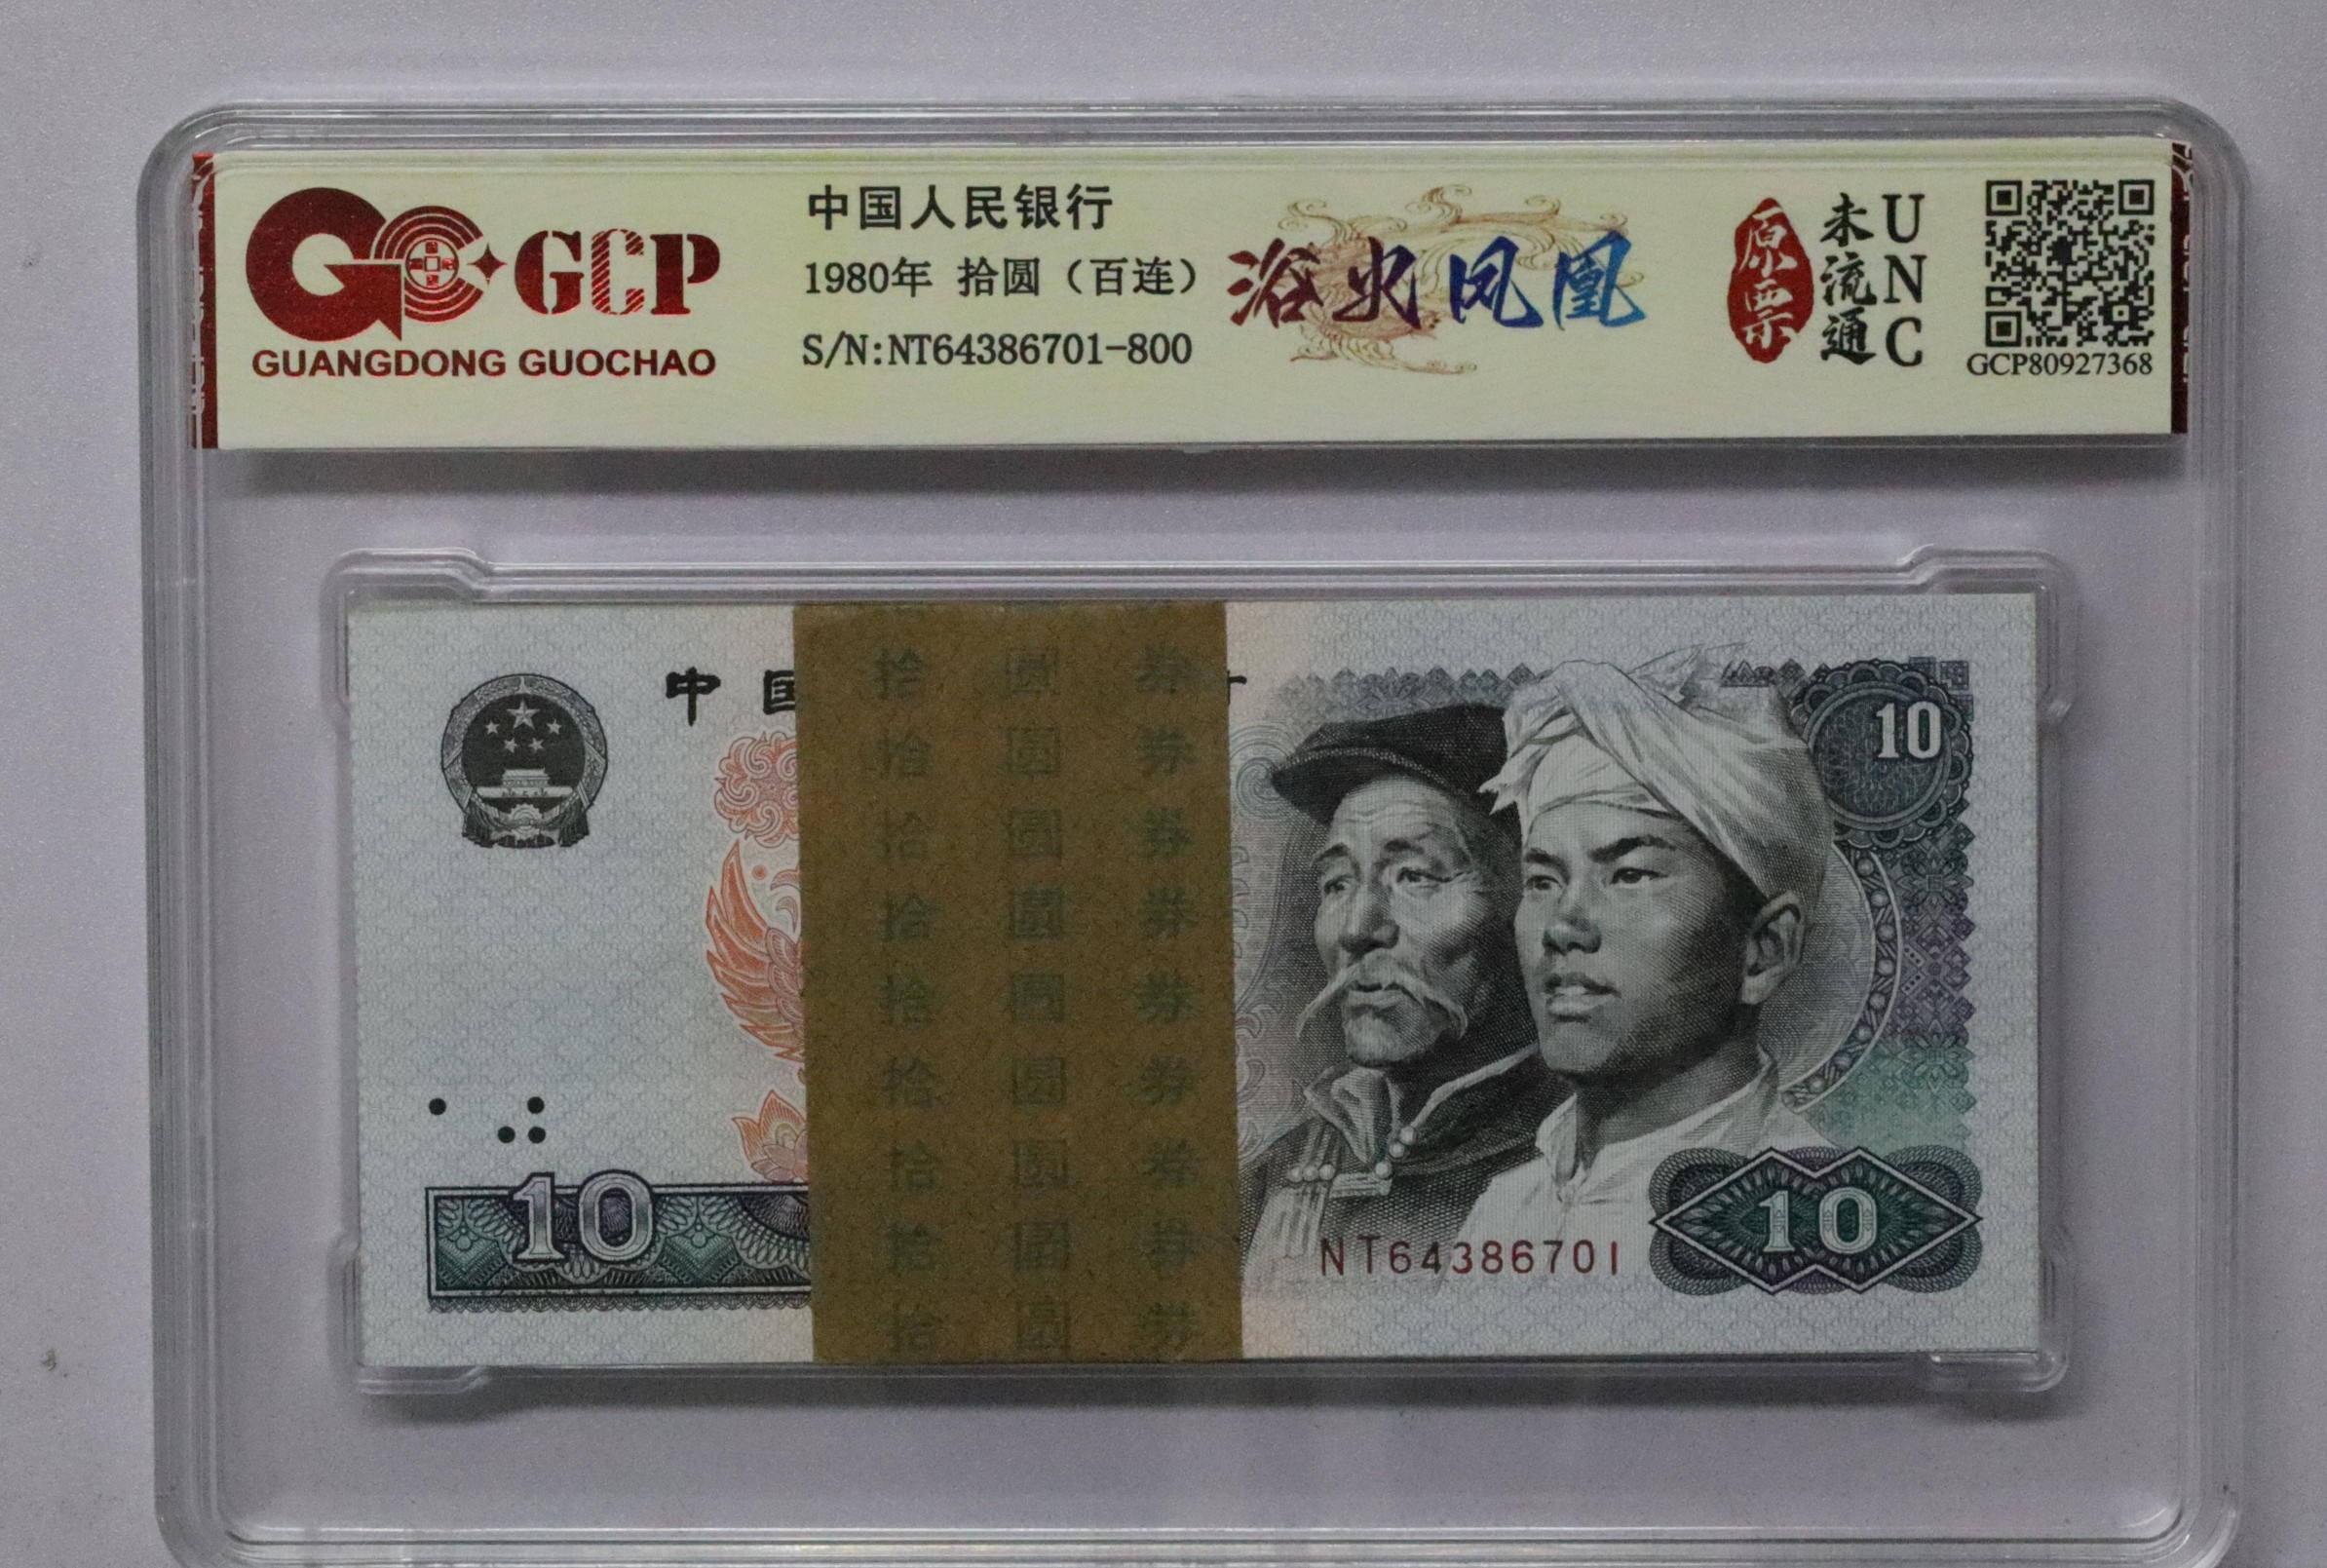 GCP
GUANGDONG GUOCHAO
中国人民银行
1980年 拾圆（百连）
S/N:NT64386701-800
浴火凤凰
原票
未流通
UNC
GCP80927368
中国
拾 圆 券
拾 圆 券
拾 圆 券
拾 圆 券
拾 圆 券
拾 圆 券
拾 圆 券
拾 圆 券
拾 圆 券
10
10
NT64386701
10